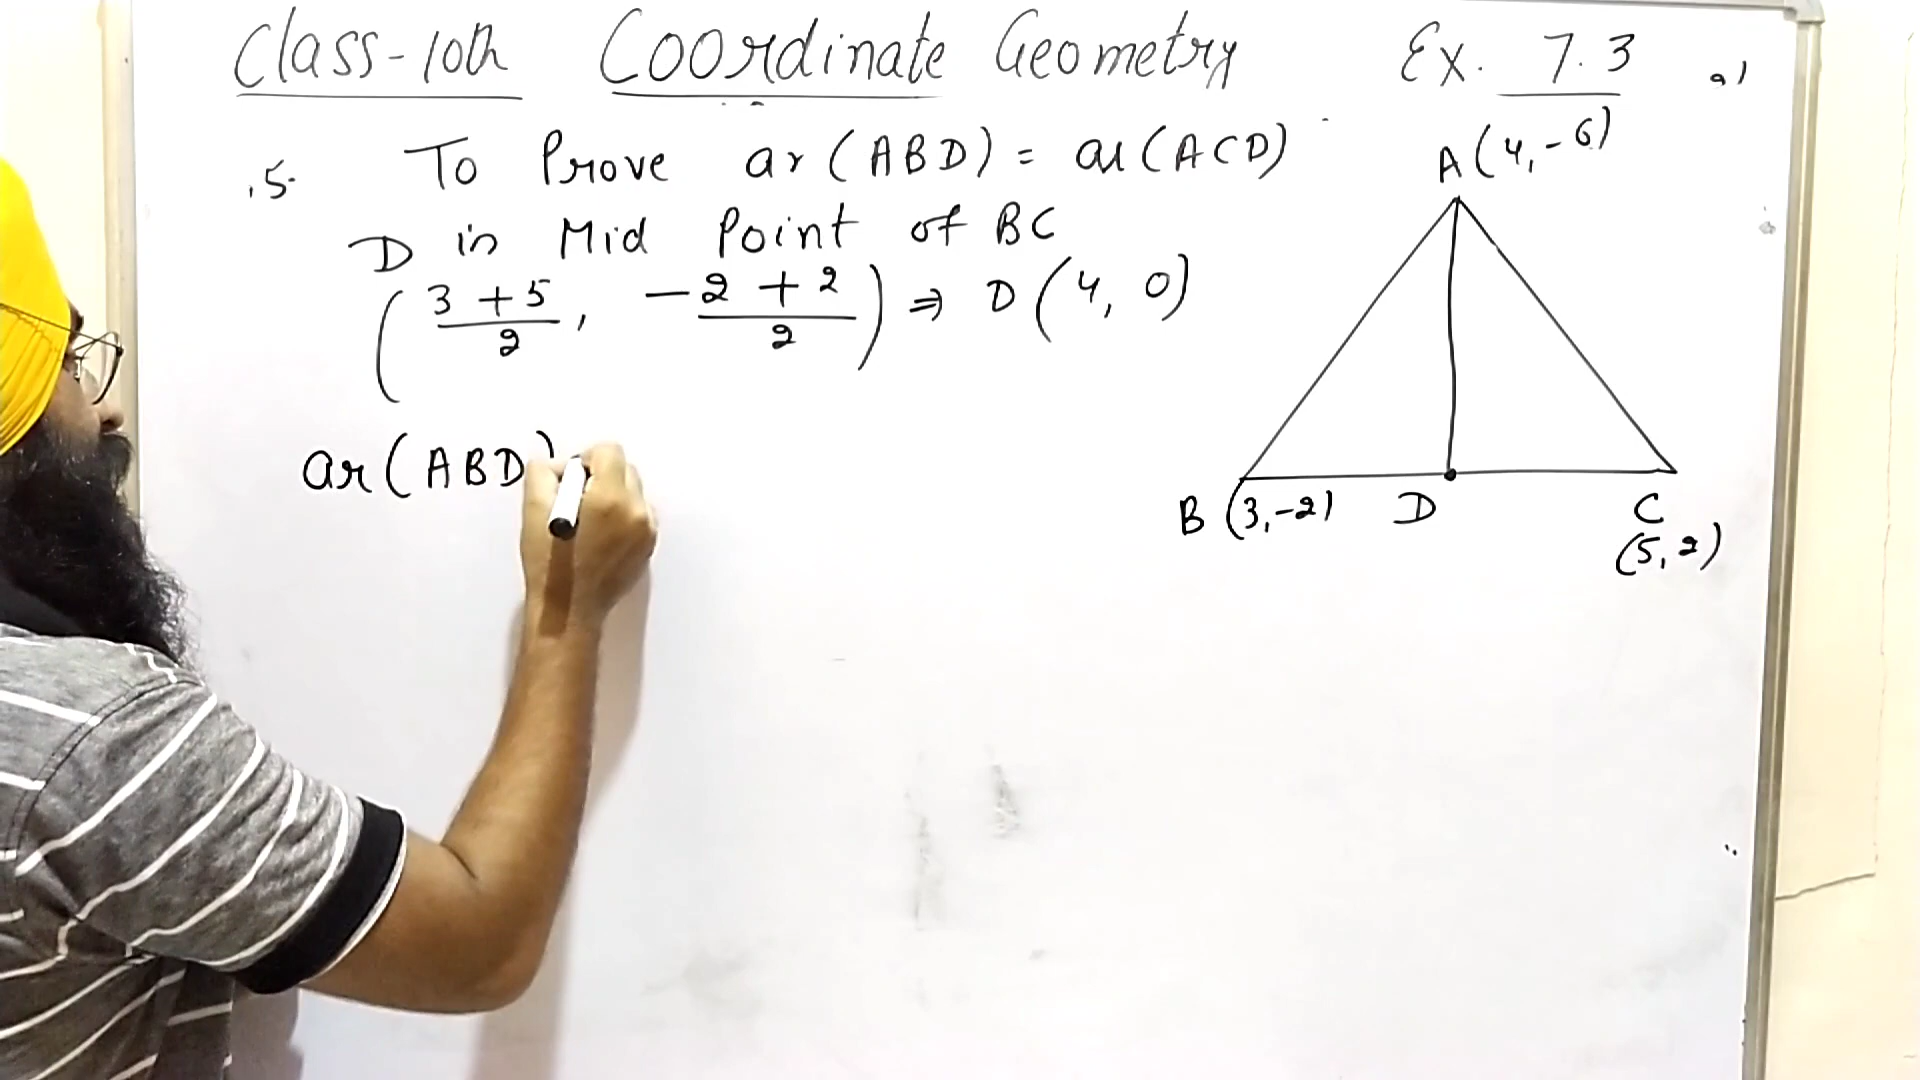 Class-10th Coordinate Geometry Ex. 7.3
.5. To Prove ar(ABD) = ar(ACD)
D is Mid Point of BC
(3+5/2, -2+2/2) ⇒ D(4, 0)
ar(ABD)
A(4,-6)
B(3,-2) D C
(5,2)